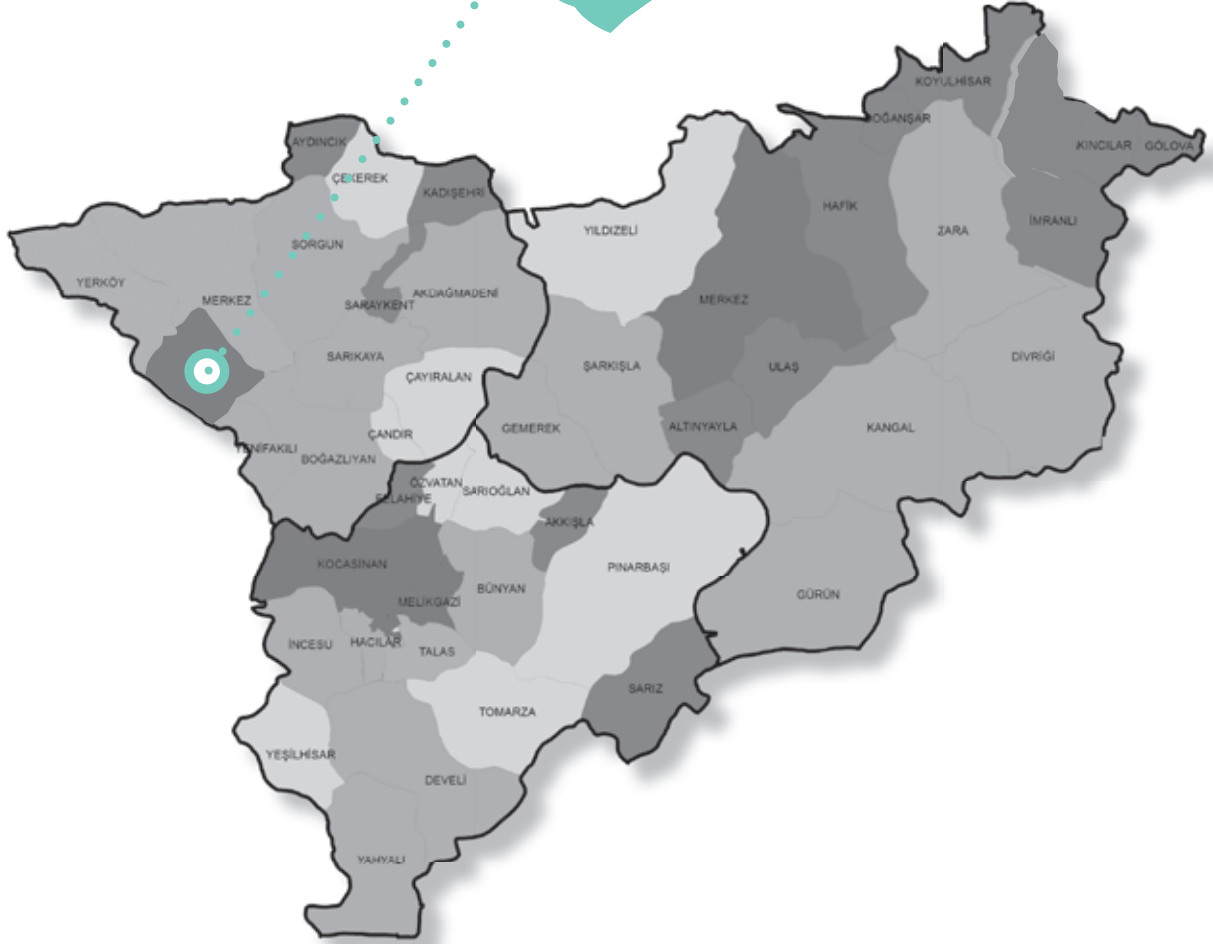 KOYULHİSAR
OĞANŞAR
KINCILAR
GÖLOVA
AYDINCIK
ÇEKEREK
KADIŞEHRİ
HAFİK
İMRANLI
YILDIZELİ
ZARA
SORGUN
YERKÖY
MERKEZ
SARAYKENT
AKDAĞMADENİ
MERKEZ
SARIKAYA
ŞARKIŞLA
ULAŞ
DİVRİĞİ
ÇAYIRALAN
GEMEREK
ALTINYAYLA
KANGAL
ÇANDIR
YENİFAKILI
BOĞAZLIYAN
ÖZVATAN
SARIOĞLAN
FELAHİYE
AKKIŞLA
KOCASİNAN
PINARBAŞI
BÜNYAN
GÜRÜN
MELİKGAZİ
İNCESU
HACILAR
TALAS
SARIZ
TOMARZA
YEŞİLHİSAR
DEVELİ
YAHYALI